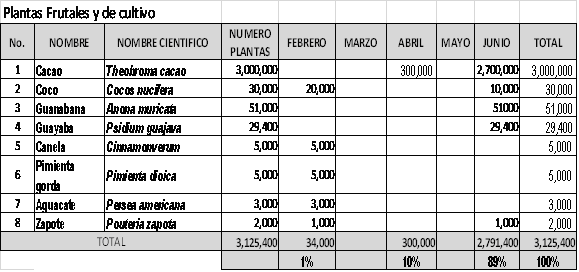 Plantas Frutales y de cultivo
No. NOMBRE NOMBRE CIENTIFICO NUMERO PLANTAS FEBRERO MARZO ABRIL MAYO JUNIO TOTAL
1 Cacao Theobroma cacao 3,000,000 300,000 2,700,000 3,000,000
2 Coco Cocos nucifera 30,000 20,000 10,000 30,000
3 Guanabana Anona muricata 51,000 51000 51,000
4 Guayaba Psidium guajava 29,400 29,400 29,400
5 Canela Cinnamonverum 5,000 5,000 5,000
6 Pimienta gorda Pimienta dioica 5,000 5,000 5,000
7 Aguacate Persea americana 3,000 3,000 3,000
8 Zapote Pouteria zapota 2,000 1,000 1,000 2,000
TOTAL 3,125,400 34,000 300,000 2,791,400 3,125,400
1% 10% 89% 100%